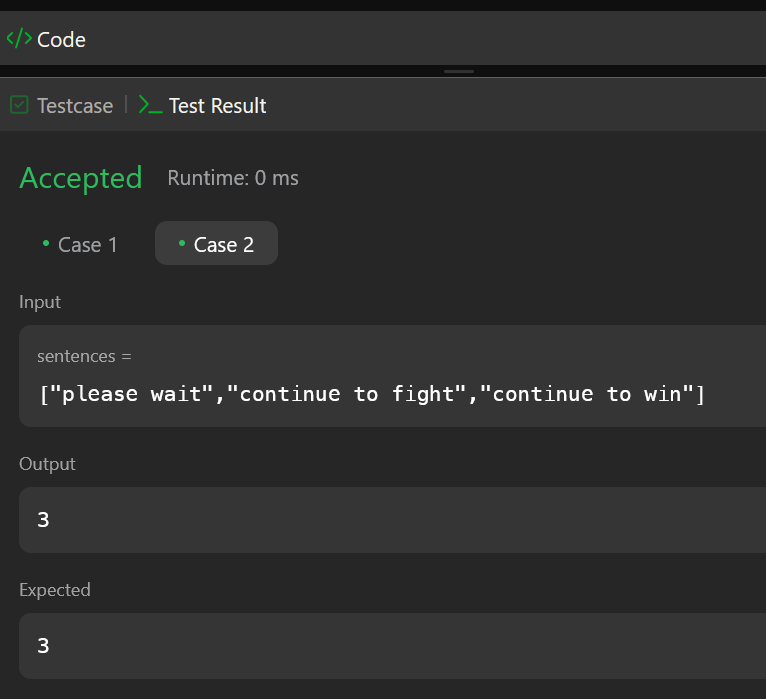 </> Code
Testcase | >_ Test Result
Accepted Runtime: 0 ms
• Case 1 • Case 2
Input
sentences =
["please wait","continue to fight","continue to win"]
Output
3
Expected
3